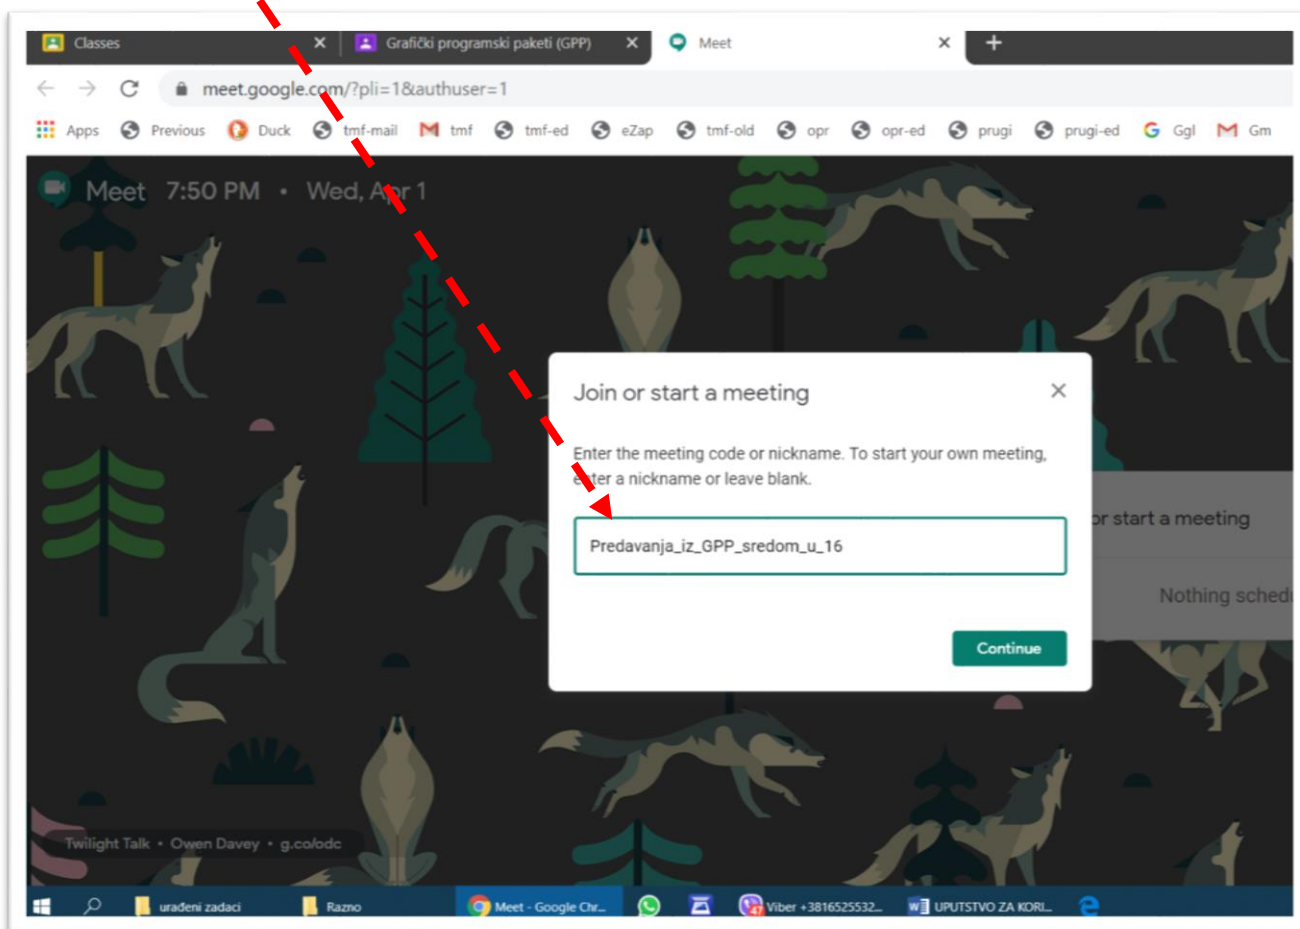 Classes
Grafički programski paketi (GPP)
Meet
meet.google.com/?pli=1&authuser=1
Apps Previous Duck tmf-mail tmf tmf-ed eZap tmf-old opr opr-ed prugi prugi-ed Ggl Gm
Meet 7:50 PM • Wed, Apr 1
Join or start a meeting
Enter the meeting code or nickname. To start your own meeting,
enter a nickname or leave blank.
Predavanja_iz_GPP_sredom_u_16
Continue
or start a meeting
Nothing sched
Twilight Talk • Owen Davey • g.co/odc
urađeni zadaci Razno Meet - Google Chr... 47 Viber +3816525532... UPUTSTVO ZA KORI...